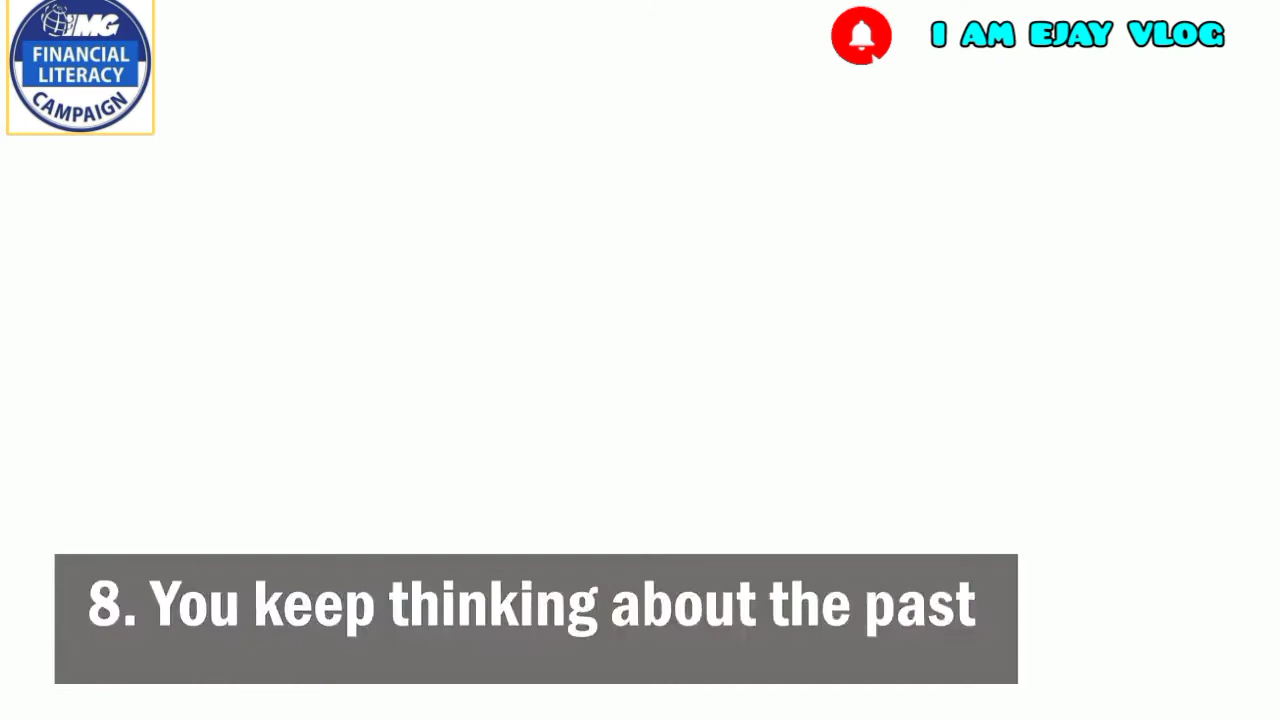 IMG
FINANCIAL
LITERACY
CAMPAIGN
I AM EJAY VLOG
8. You keep thinking about the past